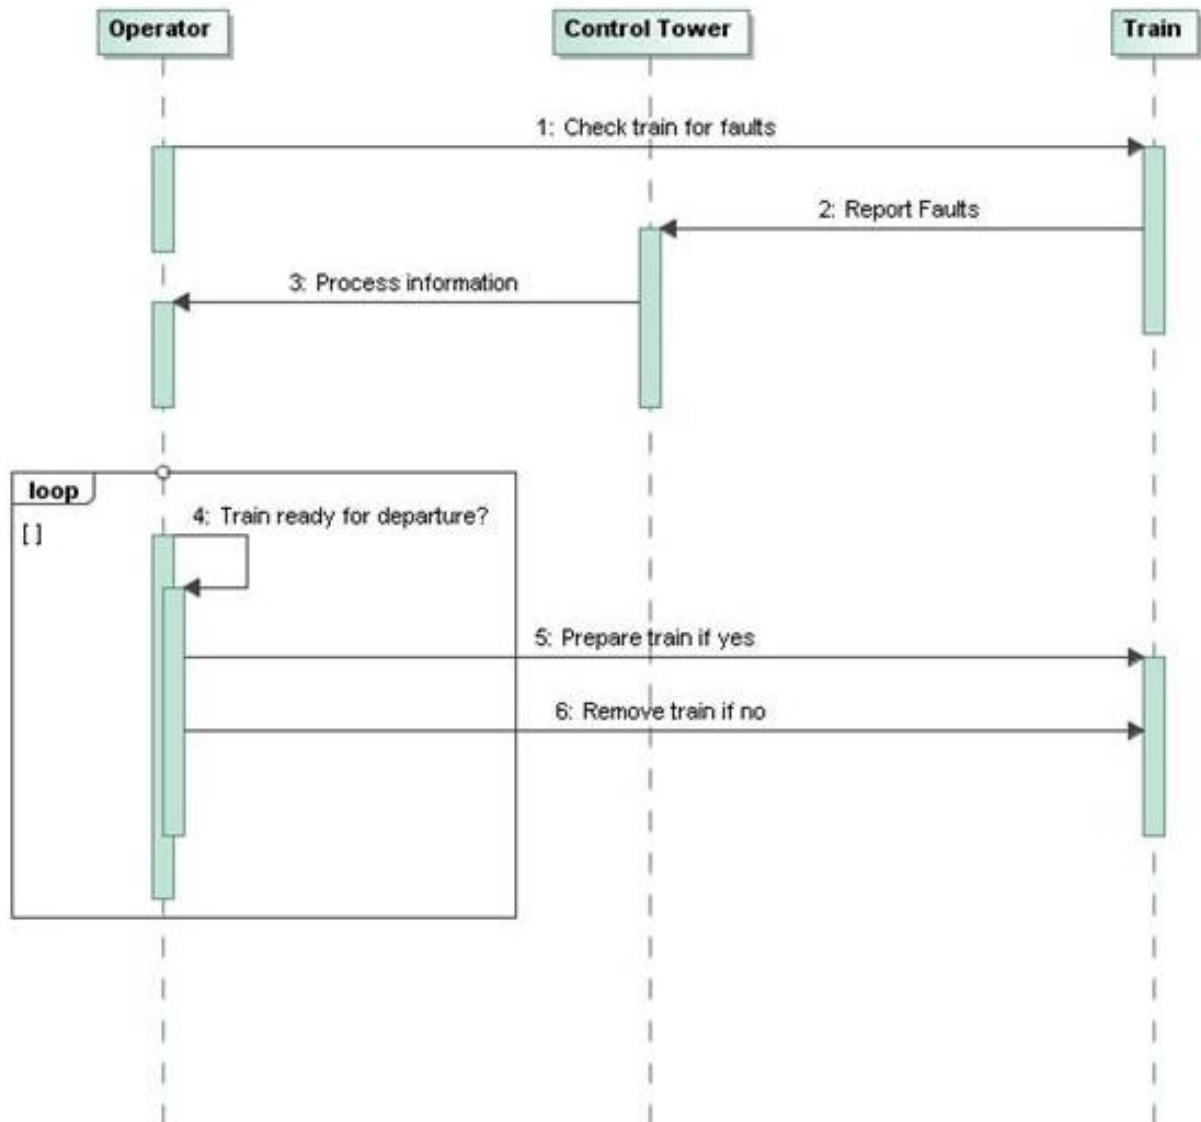 Operator
Control Tower
Train
1: Check train for faults
2: Report Faults
3: Process information
loop
[ ]
4: Train ready for departure?
5: Prepare train if yes
6: Remove train if no